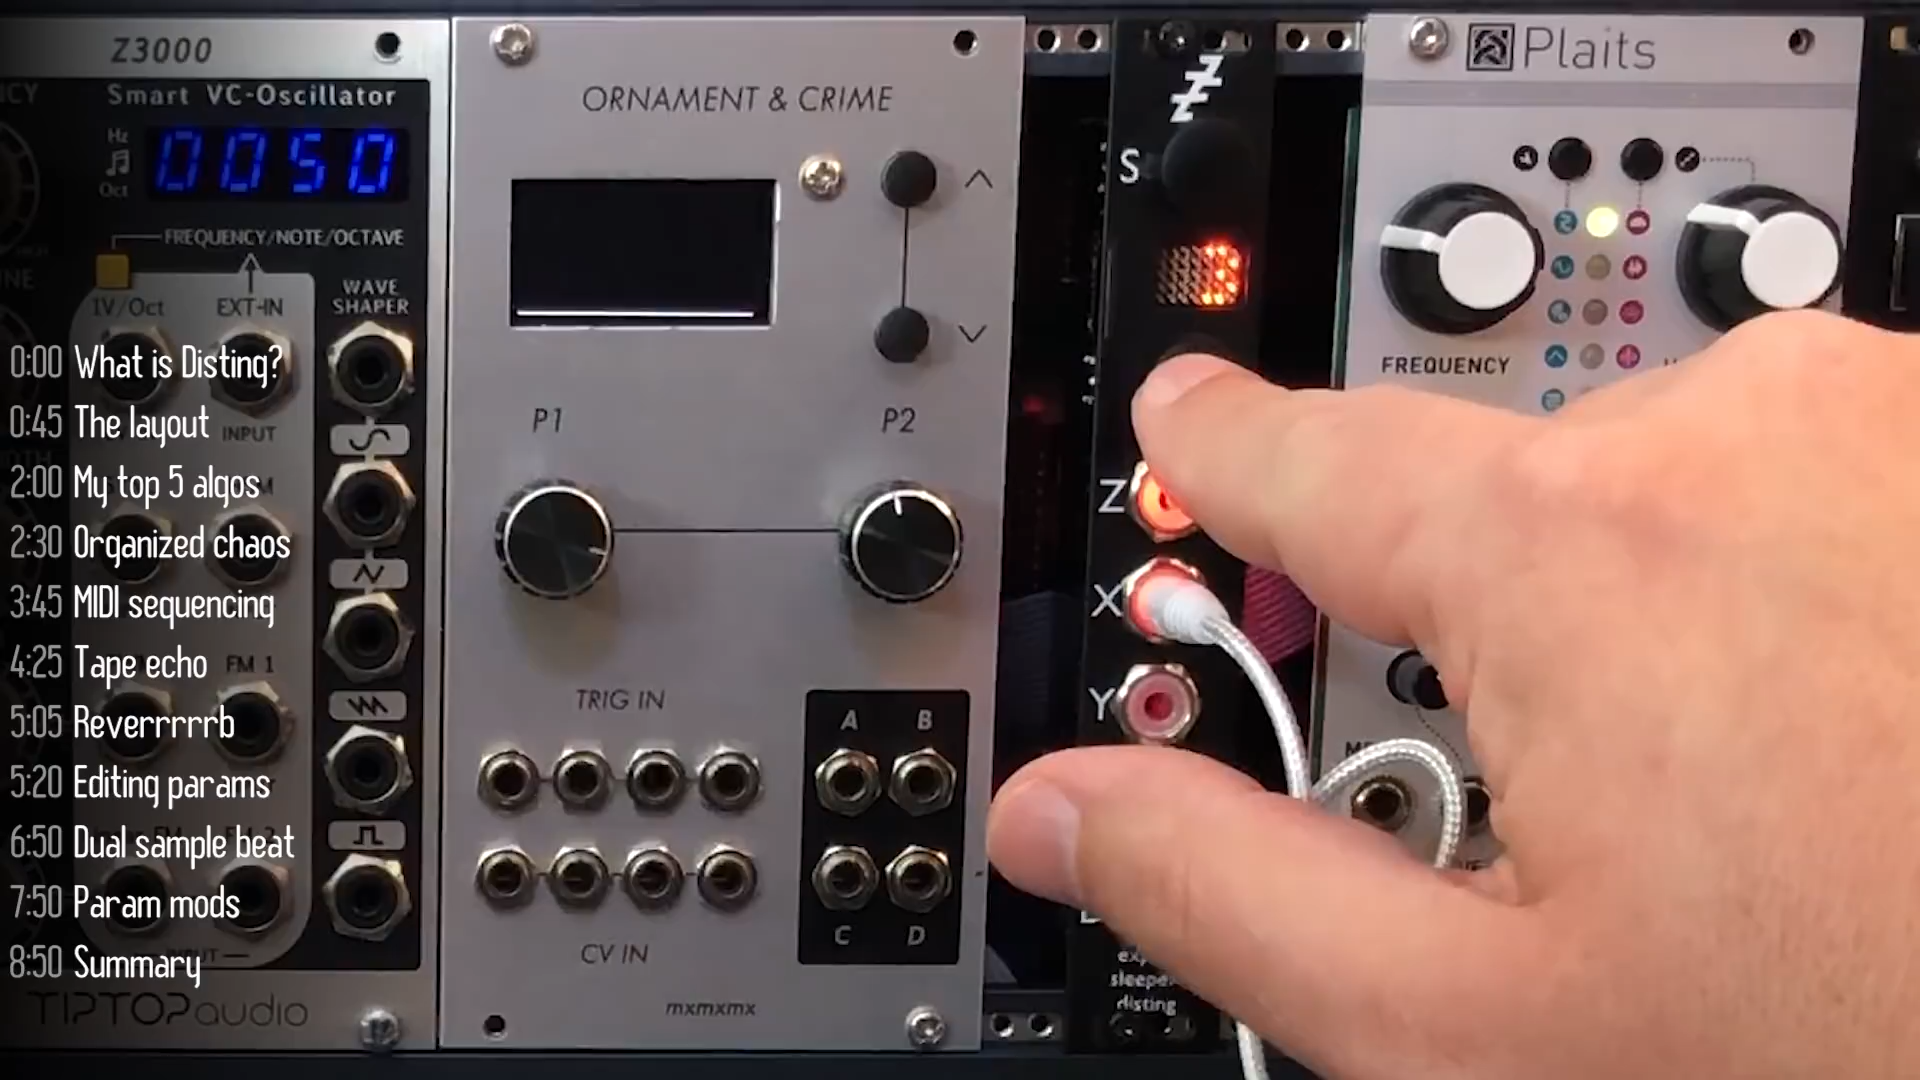 Z3000
Smart VC-Oscillator
Hz
Oct
0050
FREQUENCY/NOTE/OCTAVE
1V/Oct
EXT-IN
WAVE
SHAPER
INPUT
FM 1
TIPTOP audio
0:00 What is Disting?
0:45 The layout
2:00 My top 5 algos
2:30 Organized chaos
3:45 MIDI sequencing
4:25 Tape echo
5:05 Reverrrrrb
5:20 Editing params
6:50 Dual sample beat
7:50 Param mods
8:50 Summary
ORNAMENT & CRIME
P1
P2
TRIG IN
A
B
C
D
CV IN
mxmxmx
S
Z
X
Y
disting
Plaits
FREQUENCY